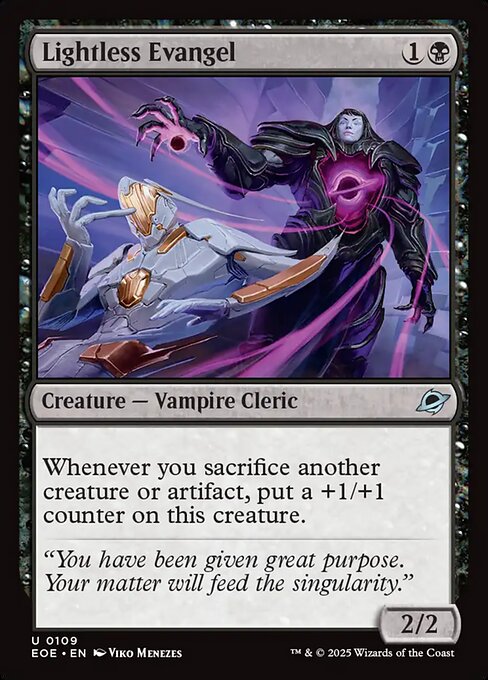 Lightless Evangel 1
Creature — Vampire Cleric
Whenever you sacrifice another
creature or artifact, put a +1/+1
counter on this creature.
“You have been given great purpose.
Your matter will feed the singularity.”
2/2
U 0109
EOE • EN Viko Menezes
™ & © 2025 Wizards of the Coast